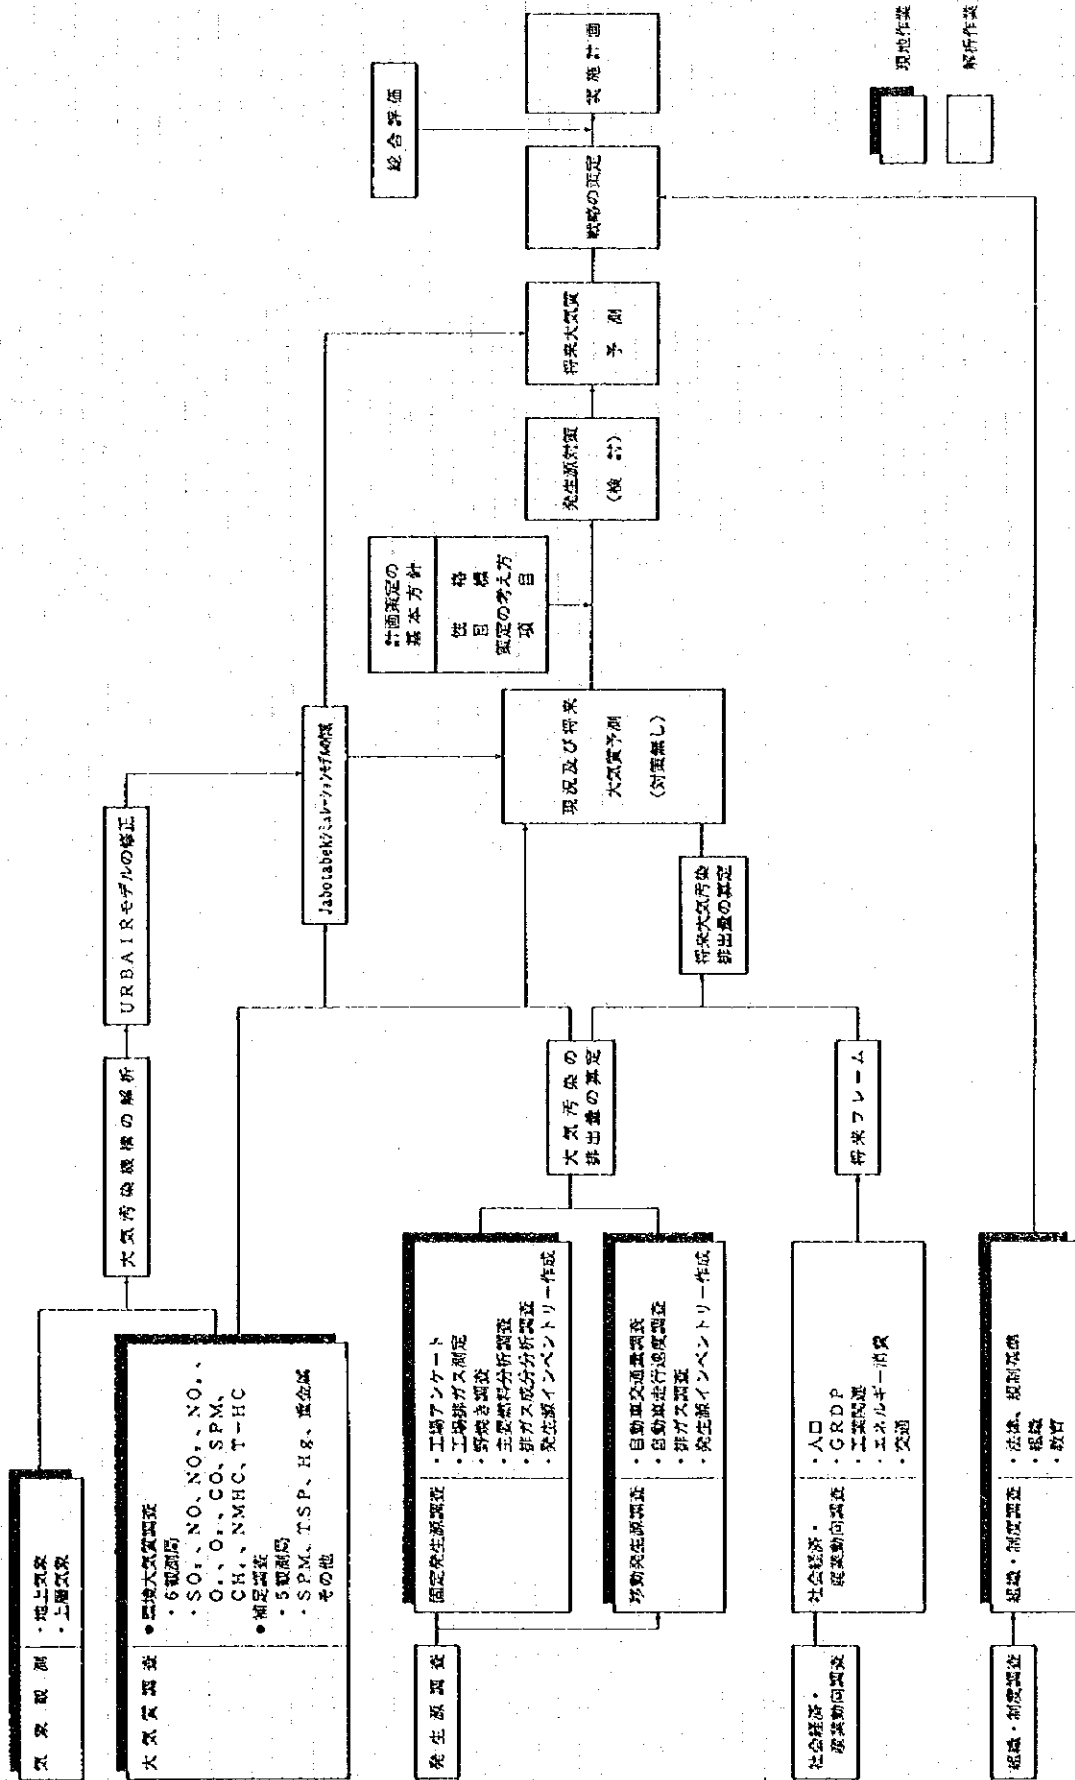 気象観測
・地上気象
・上層気象
大気質調査
●環境大気質調査
・6観測局
・SO₂、NO、NO₂、NOₓ、
O₃、O₂、CO、SPM、
CH₄、NMHC、T-HC
●補足調査
・5観測局
・SPM、TSP、Hg、重金属
その他
発生源調査
固定発生源調査
・工場アンケート
・工場排ガス測定
・野焼き調査
・主要燃料分析調査
・排ガス成分分析調査
・発生源インベントリー作成
移動発生源調査
・自動車交通量調査
・自動車走行速度調査
・排ガス調査
・発生源インベントリー作成
社会経済・
産業動向調査
社会経済・
産業動向調査
・人口
・GRDP
・工業関連
・エネルギー消費
・交通
組織・制度調査
組織・制度調査
・法律、規制基準
・組織
・教育
大気汚染機構の解析
URBAIRモデルの修正
Jabotabekシミュレーションモデルの作成
大気汚染の
排出量の算定
将来フレーム
将来大気汚染
排出量の算定
現況及び将来
大気質予測
(対策無し)
計画策定の
基本方針
性格
目標
策定の考え方
項目
発生源対策
(検討)
将来大気質
予測
戦略の策定
総合評価
実施計画
現地作業
解析作業